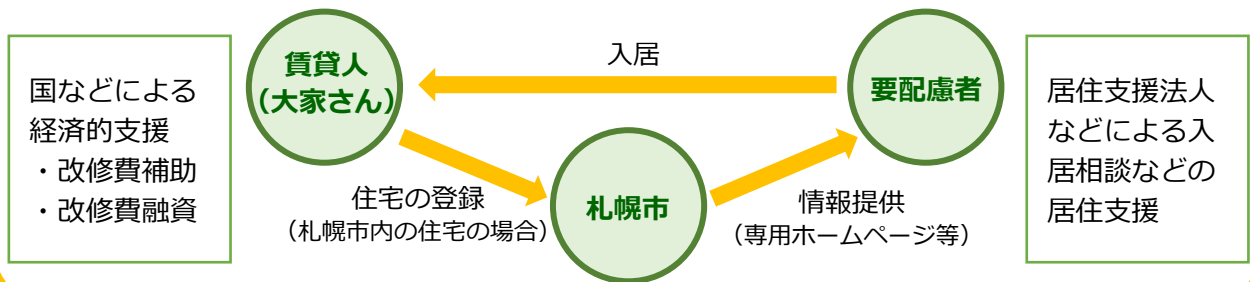 国などによる
経済的支援
・改修費補助
・改修費融資
賃貸人
（大家さん）
入居
要配慮者
住宅の登録
（札幌市内の住宅の場合）
札幌市
情報提供
（専用ホームページ等）
居住支援法人
などによる入
居相談などの
居住支援